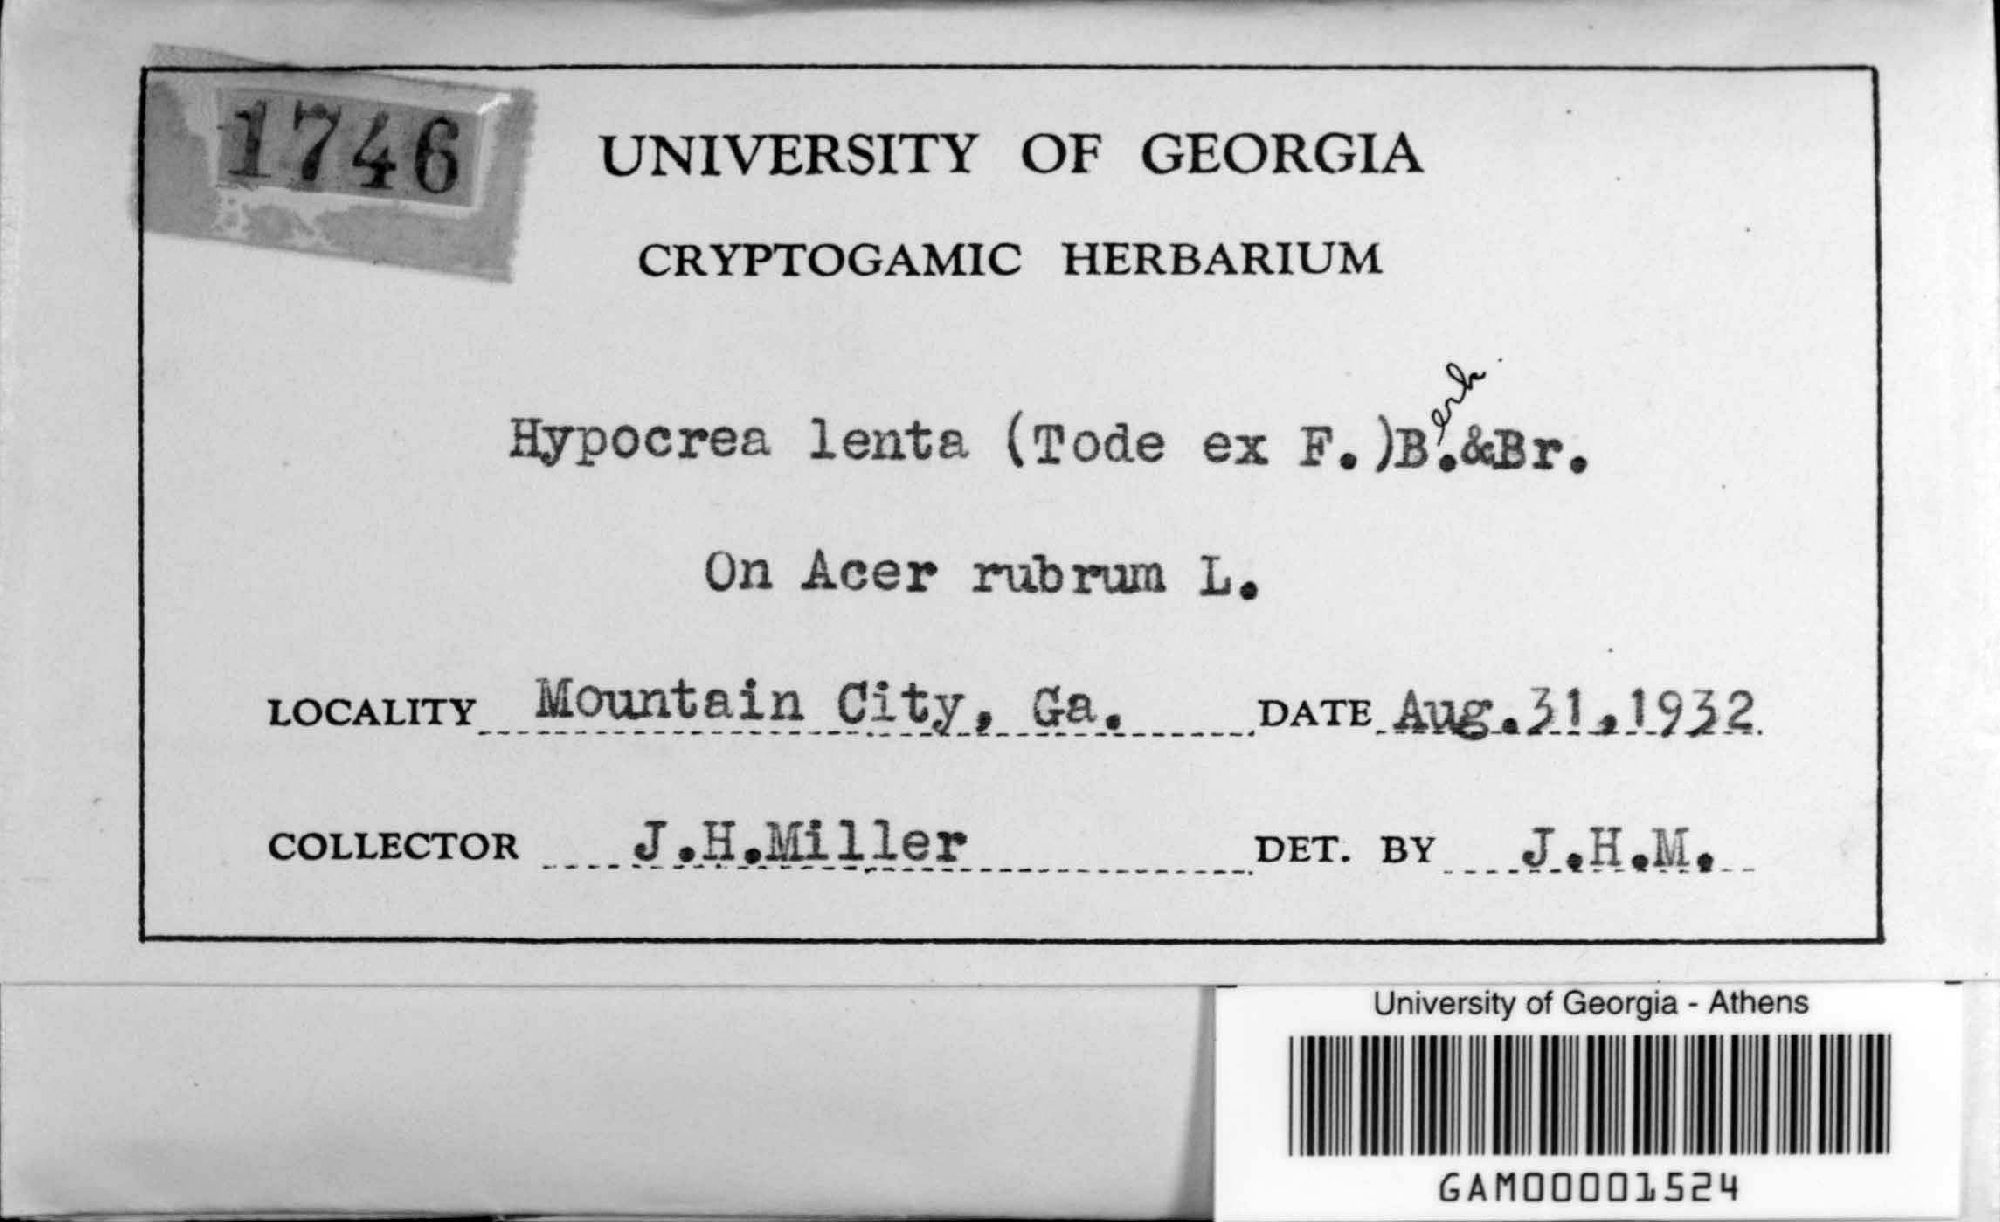 1746
UNIVERSITY OF GEORGIA
CRYPTOGAMIC HERBARIUM
erk
Hypocrea lenta (Tode ex F.)B.&Br.
On Acer rubrum L.
LOCALITY Mountain City, Ga. DATE Aug.31,1932
COLLECTOR J.H.Miller DET. BY J.H.M.
University of Georgia - Athens
GAM00001524